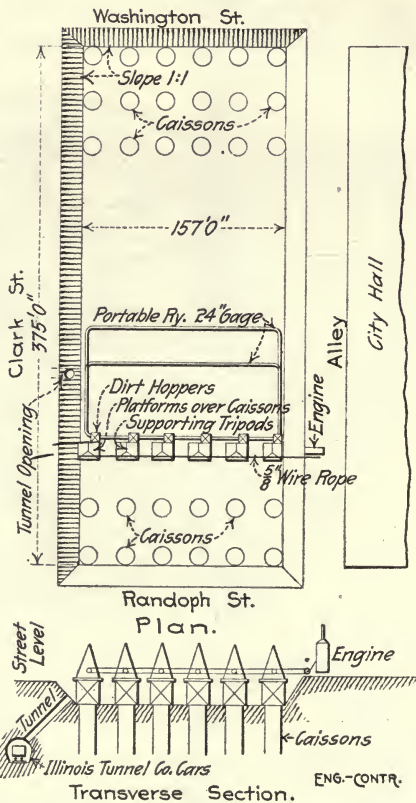 Washington St.
Slope 1:1
Caissons
157'0"
Clark St.
375'0"
Portable Ry. 24" Gage
Alley
City Hall
Dirt Hoppers
Platforms over Caissons
Supporting Tripods
Engine
Tunnel Opening
5/8" Wire Rope
Caissons
Randoph St.
Plan.
Street
Level
Engine
Tunnel
Caissons
Illinois Tunnel Co. Cars
ENG.-CONTR.
Transverse Section.